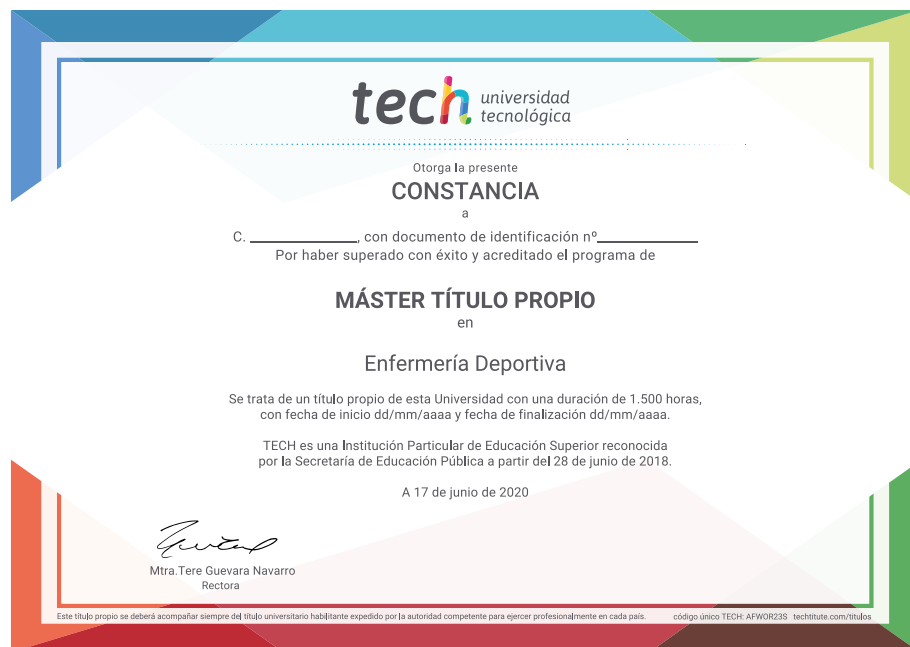 tech universidad
tecnológica
Otorga la presente
CONSTANCIA
a
C. ____________, con documento de identificación nº____________
Por haber superado con éxito y acreditado el programa de
MÁSTER TÍTULO PROPIO
en
Enfermería Deportiva
Se trata de un título propio de esta Universidad con una duración de 1.500 horas,
con fecha de inicio dd/mm/aaaa y fecha de finalización dd/mm/aaaa.
TECH es una Institución Particular de Educación Superior reconocida
por la Secretaría de Educación Pública a partir del 28 de junio de 2018.
A 17 de junio de 2020
Mtra.Tere Guevara Navarro
Rectora
Este título propio se deberá acompañar siempre del título universitario habilitante expedido por la autoridad competente para ejercer profesionalmente en cada país. código único TECH: AFWOR23S techtitute.com/titulos